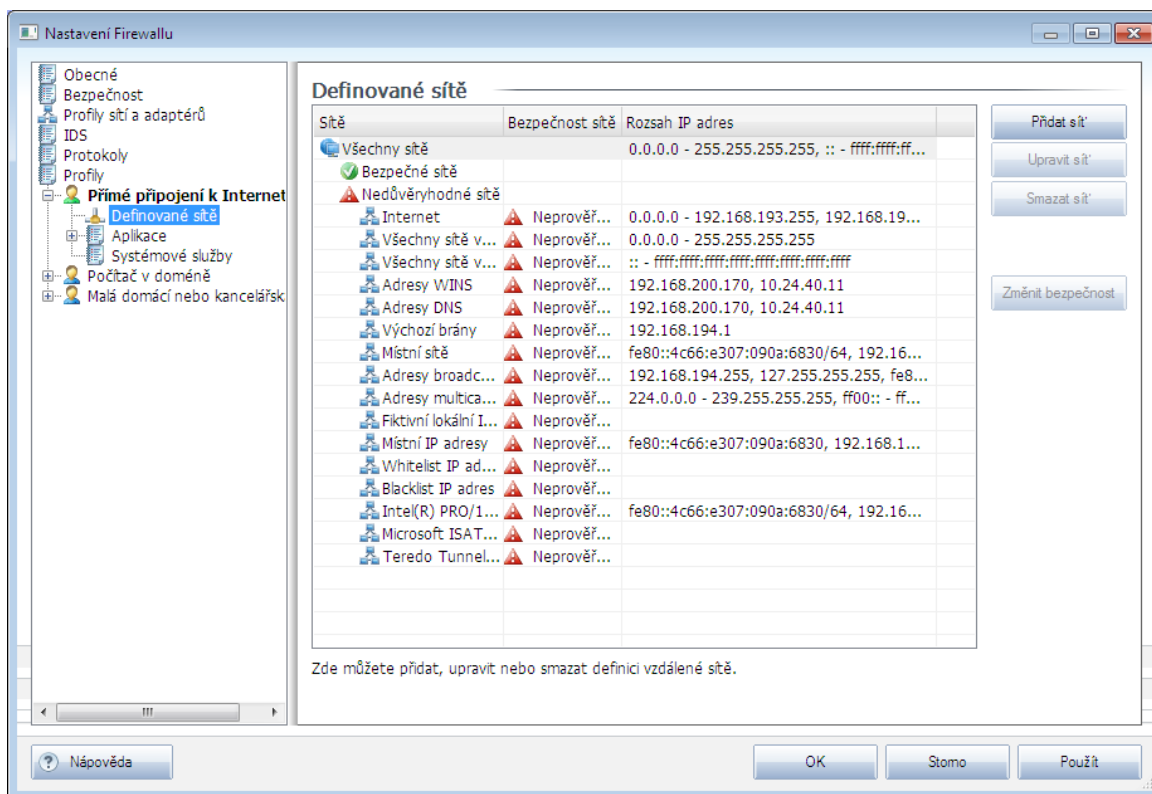 Nastavení Firewallu
Obecné
Bezpečnost
Profily sítí a adaptérů
IDS
Protokoly
Profily
Přímé připojení k Internet
Definované sítě
Aplikace
Systémové služby
Počítač v doméně
Malá domácí nebo kancelářsk
Definované sítě
Sítě Bezpečnost sítě Rozsah IP adres
Všechny sítě 0.0.0.0 - 255.255.255.255, :: - ffff:ffff:ff...
Bezpečné sítě
Nedůvěryhodné sítě
Internet Neprověř... 0.0.0.0 - 192.168.193.255, 192.168.19...
Všechny sítě v... Neprověř... 0.0.0.0 - 255.255.255.255
Všechny sítě v... Neprověř... :: - ffff:ffff:ffff:ffff:ffff:ffff:ffff:ffff
Adresy WINS Neprověř... 192.168.200.170, 10.24.40.11
Adresy DNS Neprověř... 192.168.200.170, 10.24.40.11
Výchozí brány Neprověř... 192.168.194.1
Místní sítě Neprověř... fe80::4c66:e307:090a:6830/64, 192.16...
Adresy broadc... Neprověř... 192.168.194.255, 127.255.255.255, fe8...
Adresy multica... Neprověř... 224.0.0.0 - 239.255.255.255, ff00:: - ff...
Fiktivní lokální I... Neprověř...
Místní IP adresy Neprověř... fe80::4c66:e307:090a:6830, 192.168.1...
Whitelist IP ad... Neprověř...
Blacklist IP adres Neprověř...
Intel(R) PRO/1... Neprověř... fe80::4c66:e307:090a:6830/64, 192.16...
Microsoft ISAT... Neprověř...
Teredo Tunnel... Neprověř...
Přidat síť
Upravit síť
Smazat síť
Změnit bezpečnost
Zde můžete přidat, upravit nebo smazat definici vzdálené sítě.
Nápověda
OK
Storno
Použít